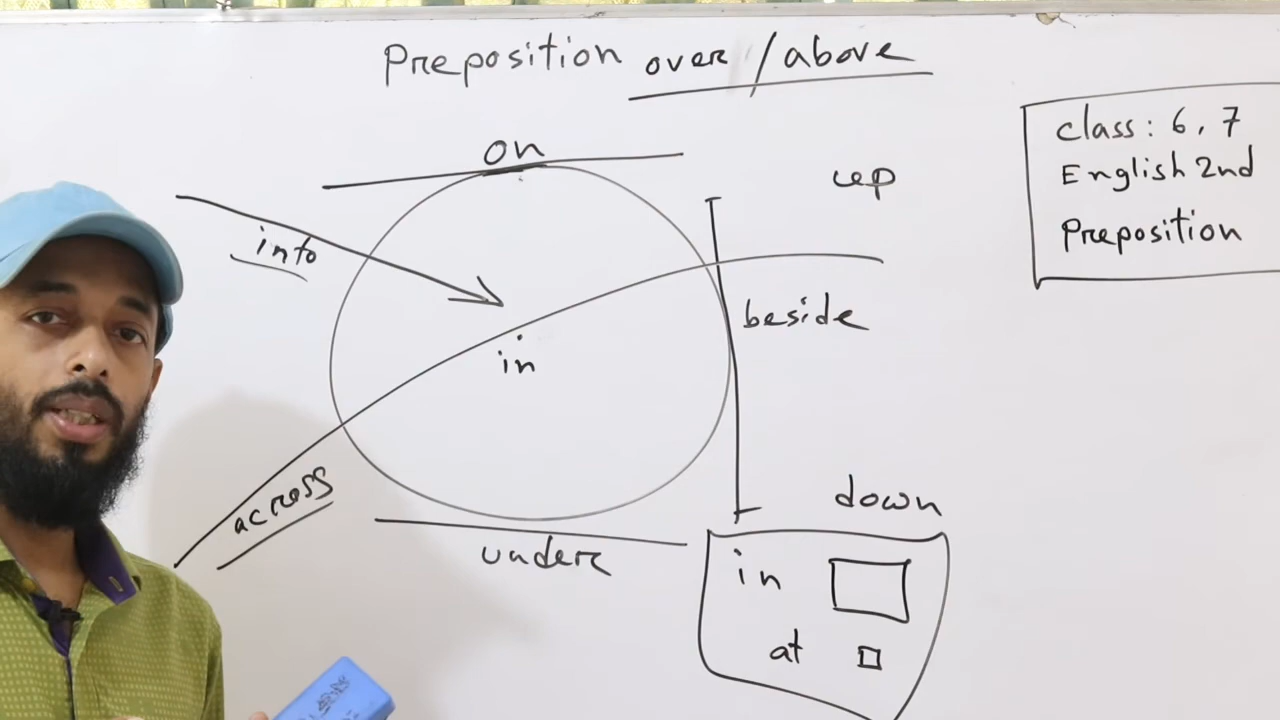 Preposition over / above
class: 6, 7
English 2nd
Preposition
on
up
into
beside
in
across
down
under
in
at